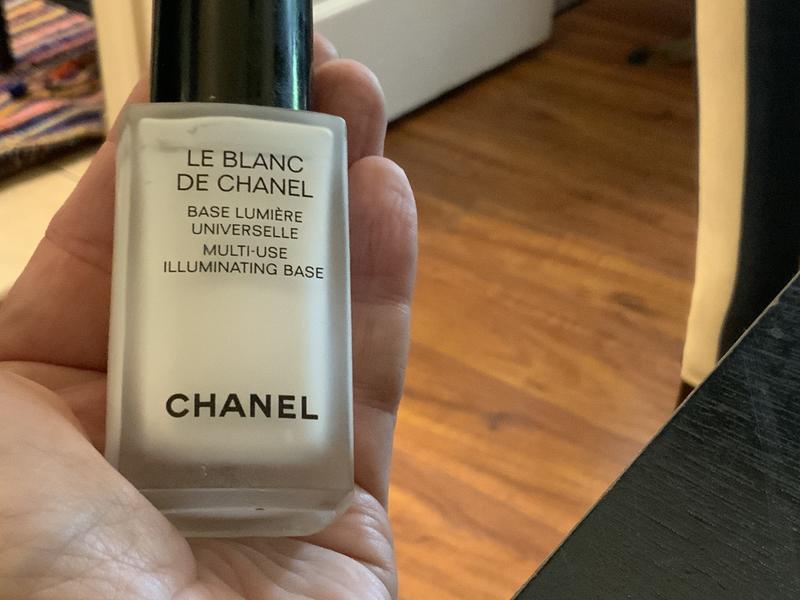 LE BLANC
DE CHANEL
BASE LUMIÈRE
UNIVERSELLE
MULTI-USE
ILLUMINATING BASE
CHANEL